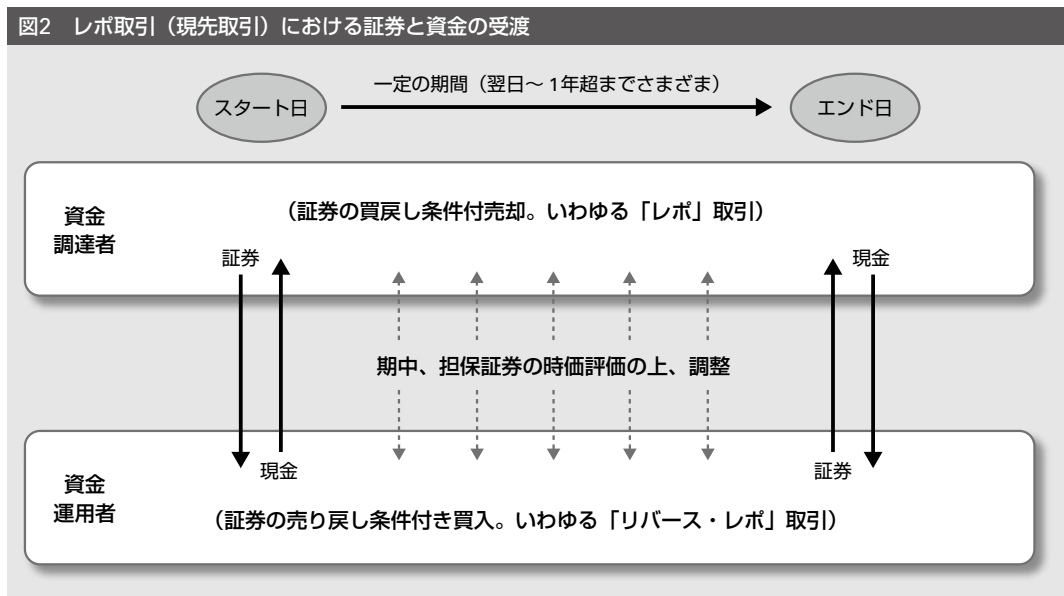 図2　レポ取引（現先取引）における証券と資金の受渡
一定の期間（翌日～1年超までさまざま）
スタート日
エンド日
資金
調達者
（証券の買戻し条件付売却。いわゆる「レポ」取引）
証券
現金
期中、担保証券の時価評価の上、調整
現金
証券
資金
運用者
（証券の売り戻し条件付き買入。いわゆる「リバース・レポ」取引）